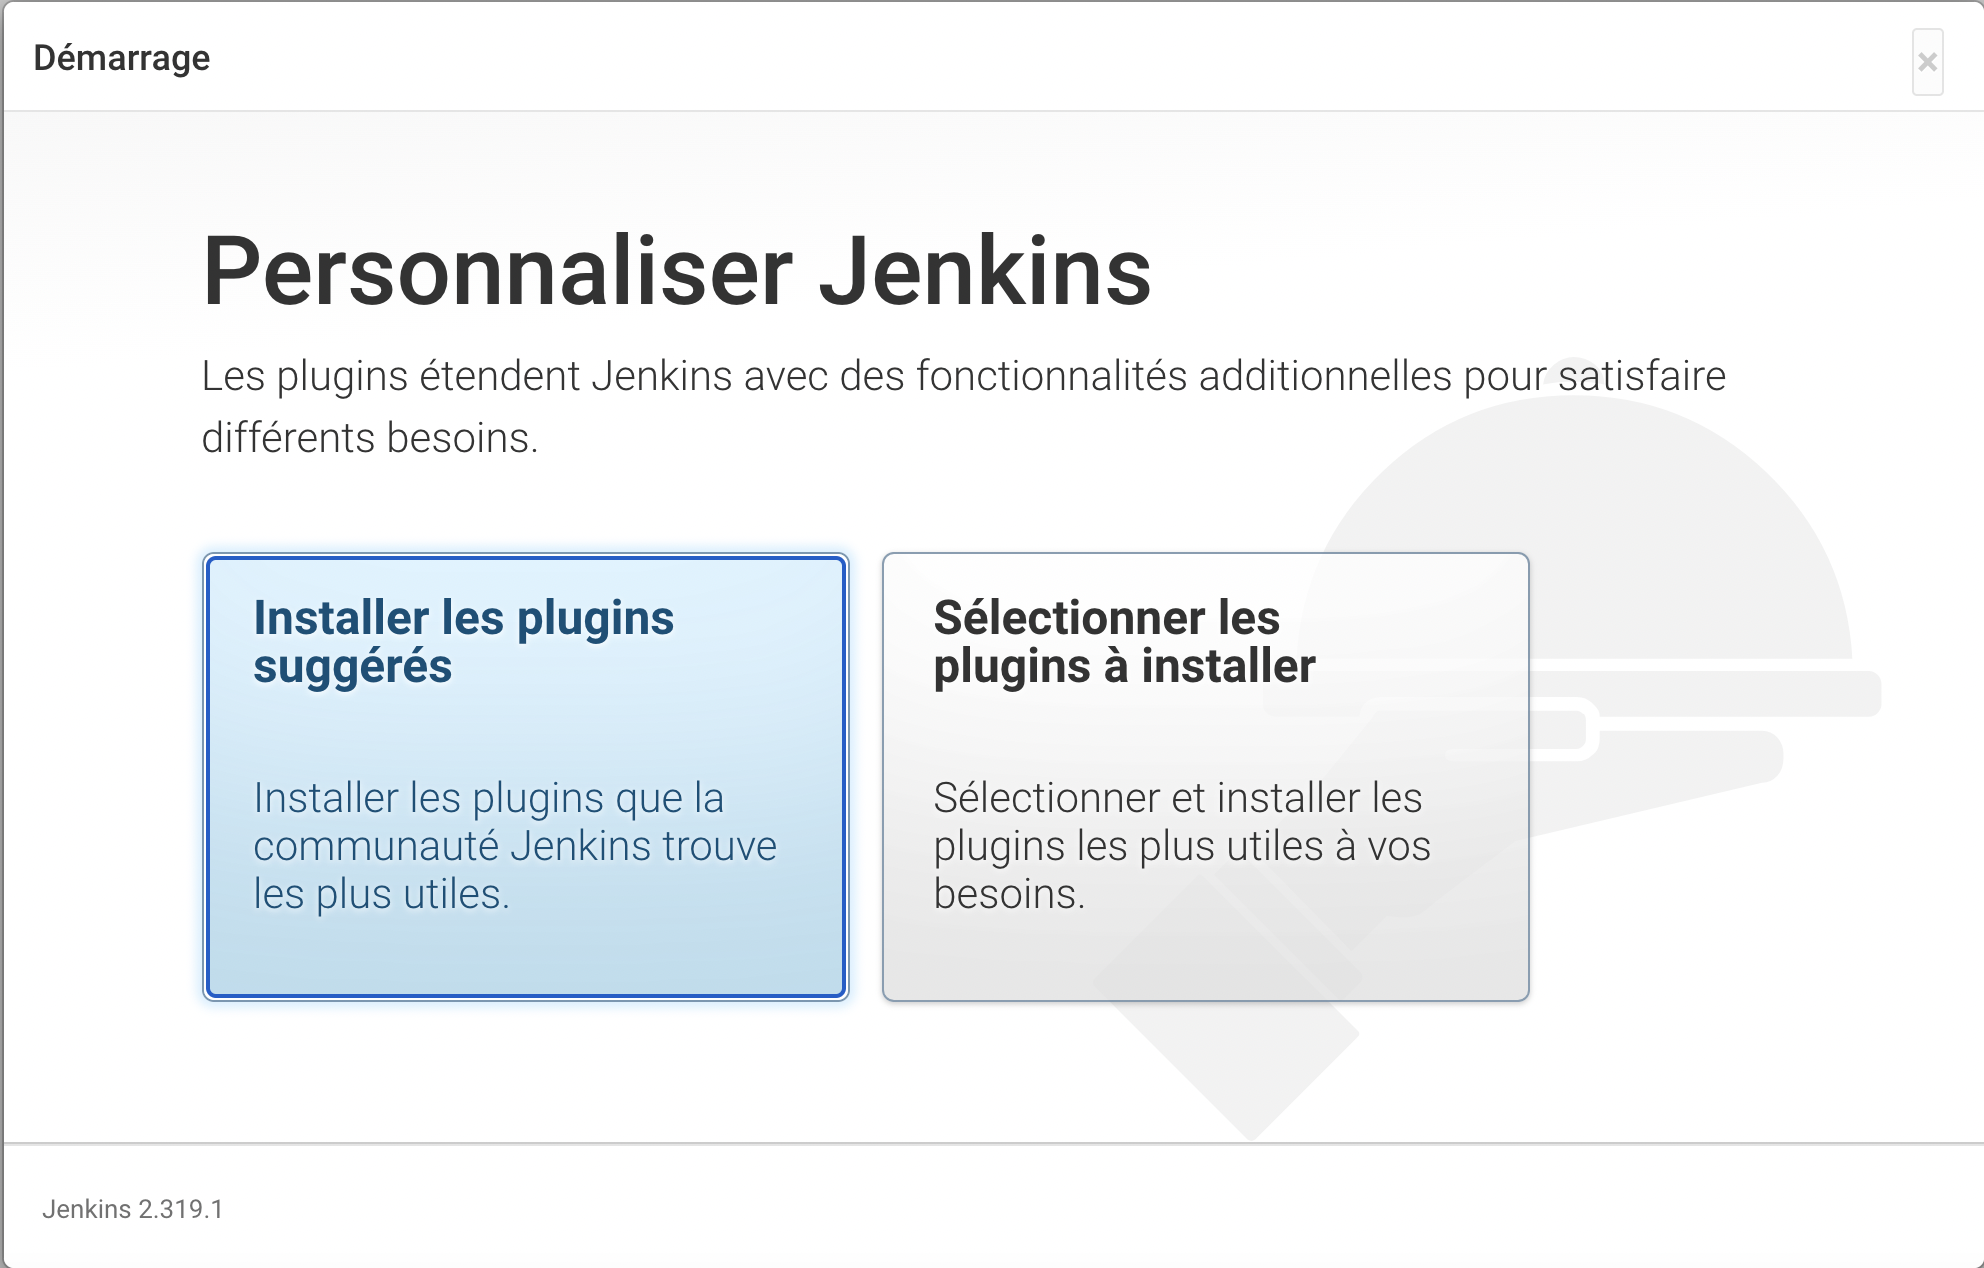 Démarrage
×
Personnaliser Jenkins
Les plugins étendent Jenkins avec des fonctionnalités additionnelles pour satisfaire
différents besoins.
Installer les plugins
suggérés
Installer les plugins que la
communauté Jenkins trouve
les plus utiles.
Sélectionner les
plugins à installer
Sélectionner et installer les
plugins les plus utiles à vos
besoins.
Jenkins 2.319.1